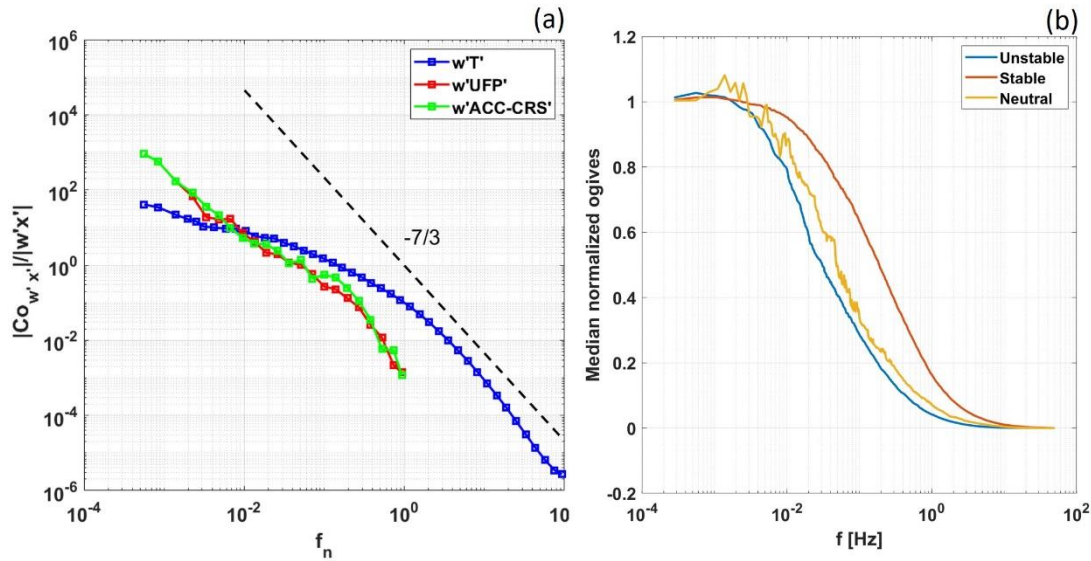 (a)
10^6
10^4
10^2
10^0
10^-2
10^-4
10^-6
|Co_w' x'|/|w'x'|
w'T'
w'UFP'
w'ACC-CRS'
-7/3
10^-4
10^-2
10^0
10^1
f_n
(b)
1.2
1
0.8
0.6
0.4
0.2
0
-0.2
Median normalized ogives
Unstable
Stable
Neutral
10^-4
10^-2
10^0
10^2
f [Hz]